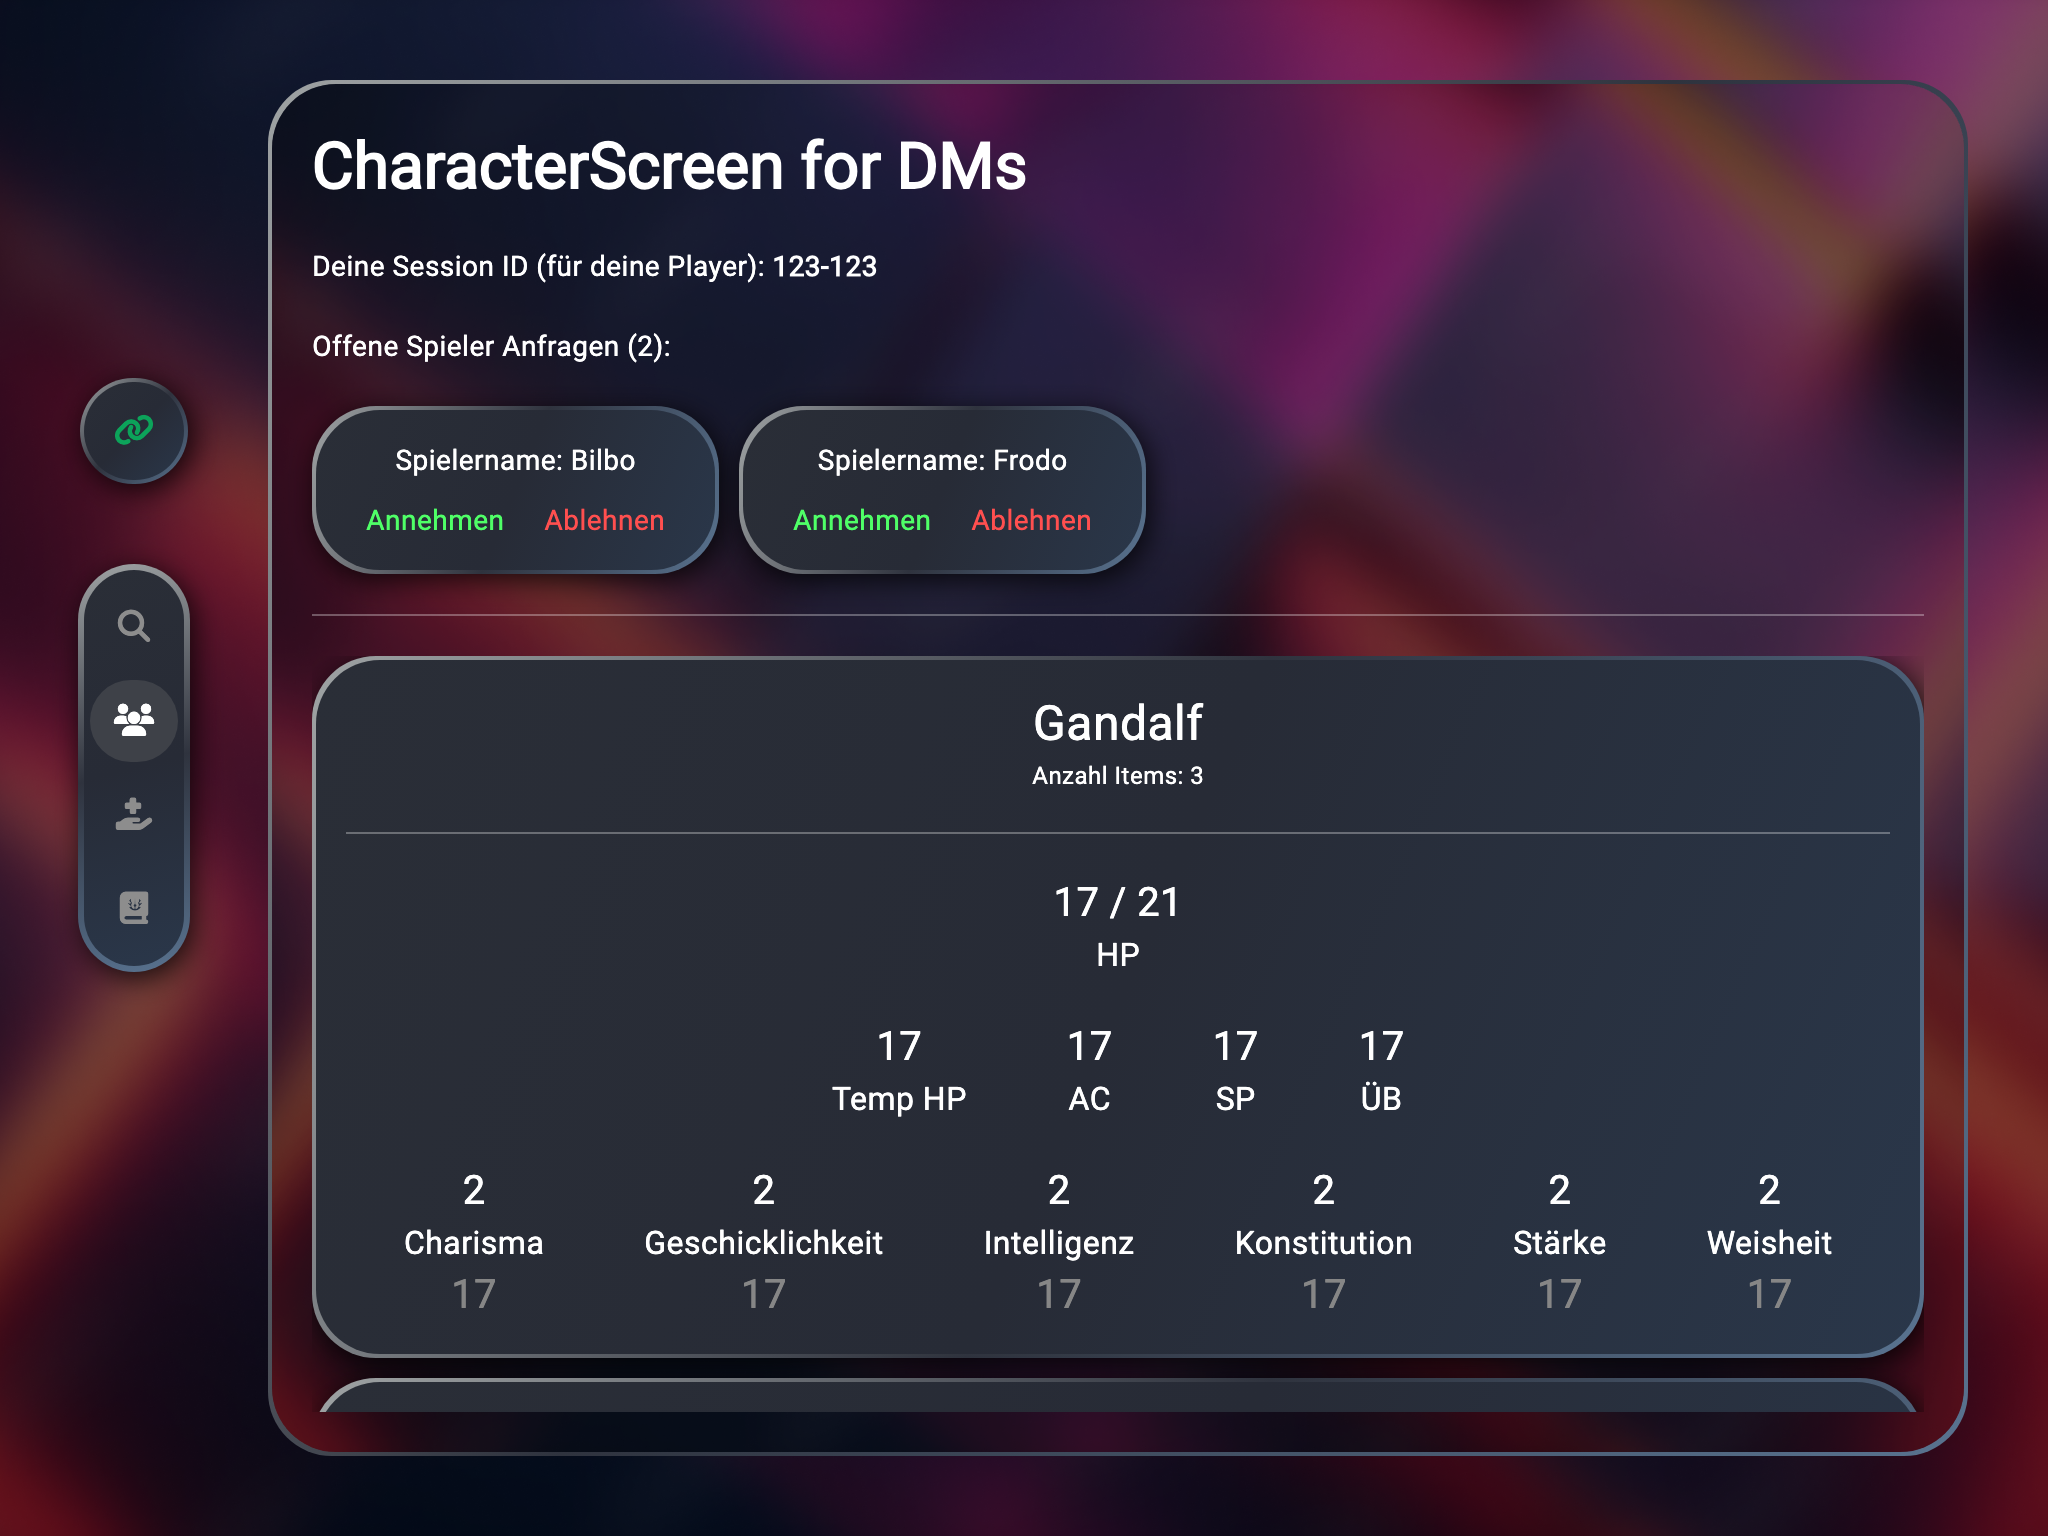 CharacterScreen for DMs
Deine Session ID (für deine Player): 123-123
Offene Spieler Anfragen (2):
Spielername: Bilbo
Annehmen Ablehnen
Spielername: Frodo
Annehmen Ablehnen
Gandalf
Anzahl Items: 3
17 / 21
HP
17 17 17 17
Temp HP AC SP ÜB
2 2 2 2 2 2
Charisma Geschicklichkeit Intelligenz Konstitution Stärke Weisheit
17 17 17 17 17 17